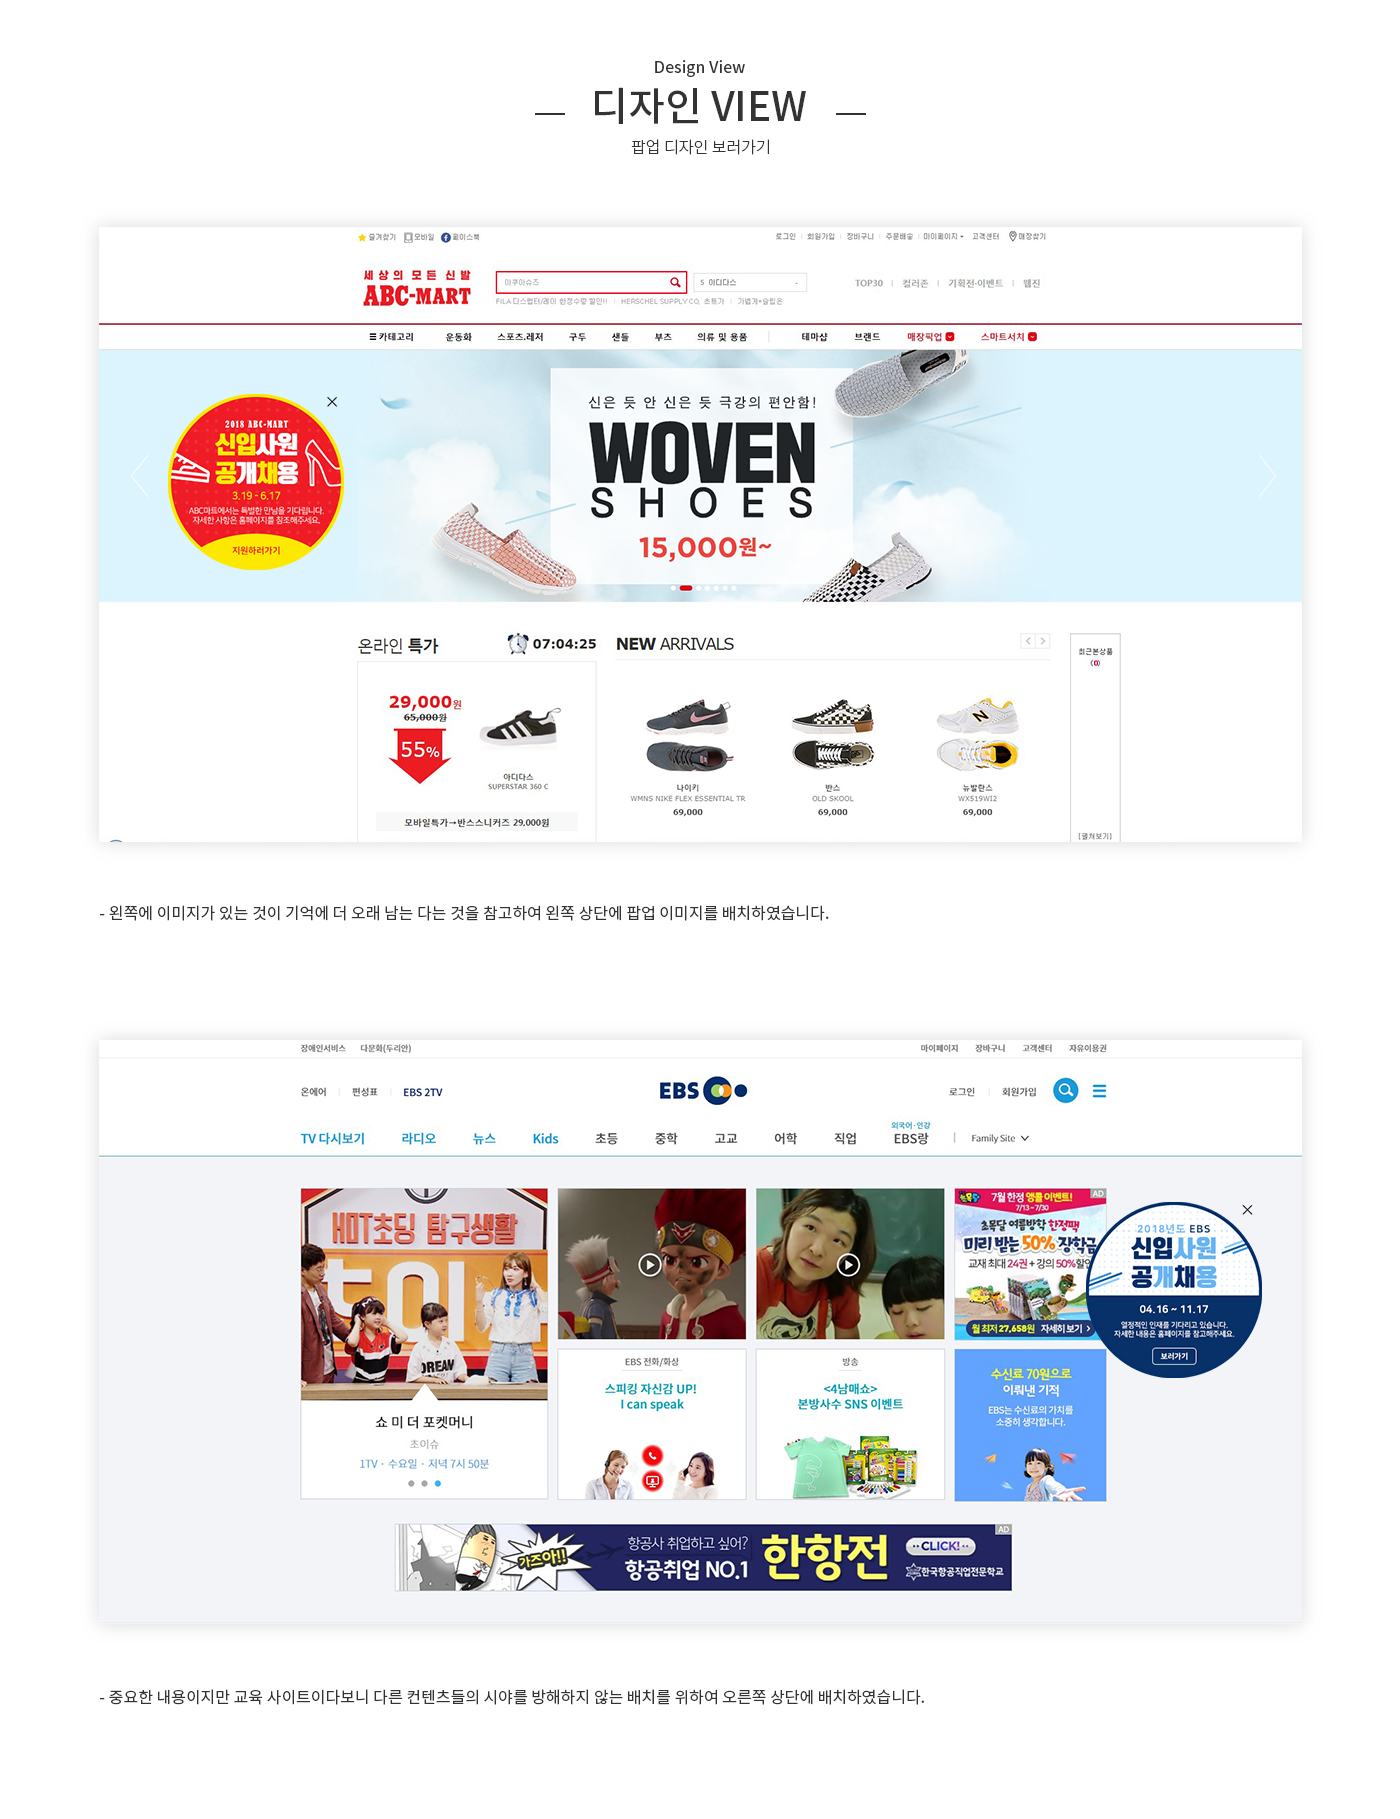 Design View
디자인 VIEW
팝업 디자인 보러가기
즐겨찾기 모바일 페이스북
로그인 회원가입 장바구니 주문배송 마이페이지 고객센터 매장찾기
세상의 모든 신발
ABC-MART
아쿠아슈즈
5 아디다스
TOP30 컬러존 기획전·이벤트 웹진
FILA 디스럽터/레이 한정수량 할인!! HERSCHEL SUPPLY CO. 초특가 가볍게+슬립온
카테고리 운동화 스포츠.레저 구두 샌들 부츠 의류 및 용품 테마샵 브랜드 매장픽업 스마트서치
2018 ABC-MART
신입사원
공개채용
3.19 - 6.17
ABC마트에서는 특별한 만남을 기다립니다.
자세한 사항은 홈페이지를 참조해주세요.
지원하러가기
신은 듯 안 신은 듯 극강의 편안함!
WOVEN
SHOES
15,000원~
온라인 특가 07:04:25
NEW ARRIVALS
최근본상품
(0)
29,000원
65,000원
55%
아디다스
SUPERSTAR 360 C
모바일특가→반스스니커즈 29,000원
나이키
WMNS NIKE FLEX ESSENTIAL TR
69,000
반스
OLD SKOOL
69,000
뉴발란스
WX519WI2
69,000
[펼쳐보기]
- 왼쪽에 이미지가 있는 것이 기억에 더 오래 남는 다는 것을 참고하여 왼쪽 상단에 팝업 이미지를 배치하였습니다.
장애인서비스 다문화(두리안)
마이페이지 장바구니 고객센터 자유이용권
온에어 편성표 EBS 2TV
EBS
로그인 회원가입
TV 다시보기 라디오 뉴스 Kids 초등 중학 고교 어학 직업
외국어·인강
EBS랑
Family Site
HOT초딩 탐구생활
DREAM
쇼 미 더 포켓머니
초이슈
1TV · 수요일 · 저녁 7시 50분
EBS 전화/화상
스피킹 자신감 UP!
I can speak
방송
<4남매쇼>
본방사수 SNS 이벤트
AD
7월 한정 앵콜 이벤트!
7/13~7/30
초목달 여름방학 한정팩
미리 받는 50% 장학금
교재 최대 24권 + 강의 50%할인
월 최저 27,658원 자세히 보기
수신료 70원으로
이뤄낸 기적
EBS는 수신료의 가치를
소중히 생각합니다.
2018년도 EBS
신입사원
공개채용
04.16 ~ 11.17
열정적인 인재를 기다리고 있습니다.
자세한 내용은 홈페이지를 참고해주세요.
보러가기
가즈아!!
항공사 취업하고 싶어?
항공취업 NO.1
한항전
CLICK!
한국항공직업전문학교
AD
- 중요한 내용이지만 교육 사이트이다보니 다른 컨텐츠들의 시야를 방해하지 않는 배치를 위하여 오른쪽 상단에 배치하였습니다.